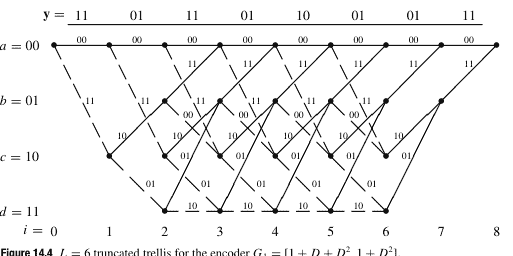 y = 11 01 11 01 10 01 01 11
a = 00 00 00 00 00 00 00 00 00
11 11 11 11 11 11
b = 01 11 11 11 11 11
00 00 00 00
10 10 10 10 10 10
c = 10 01 01 01 01 01
01 01 01 01 01
d = 11 10 10 10 10
i = 0 1 2 3 4 5 6 7 8
Figure 14.4 L = 6 truncated trellis for the encoder G₁ = [1 + D + D², 1 + D²].